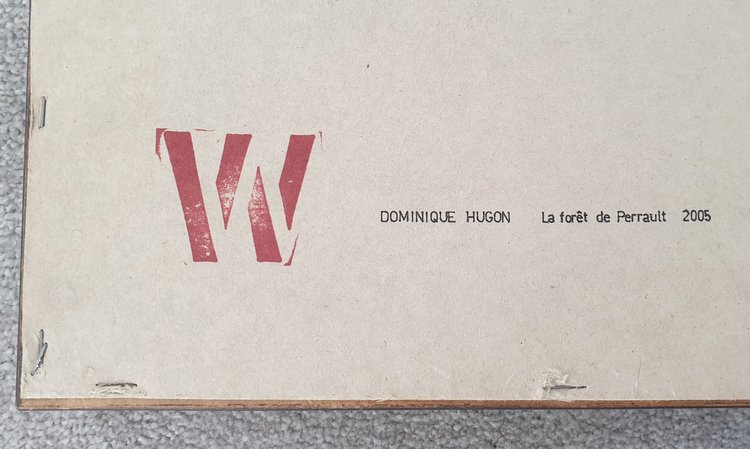 W
DOMINIQUE HUGON La forêt de Perrault 2005